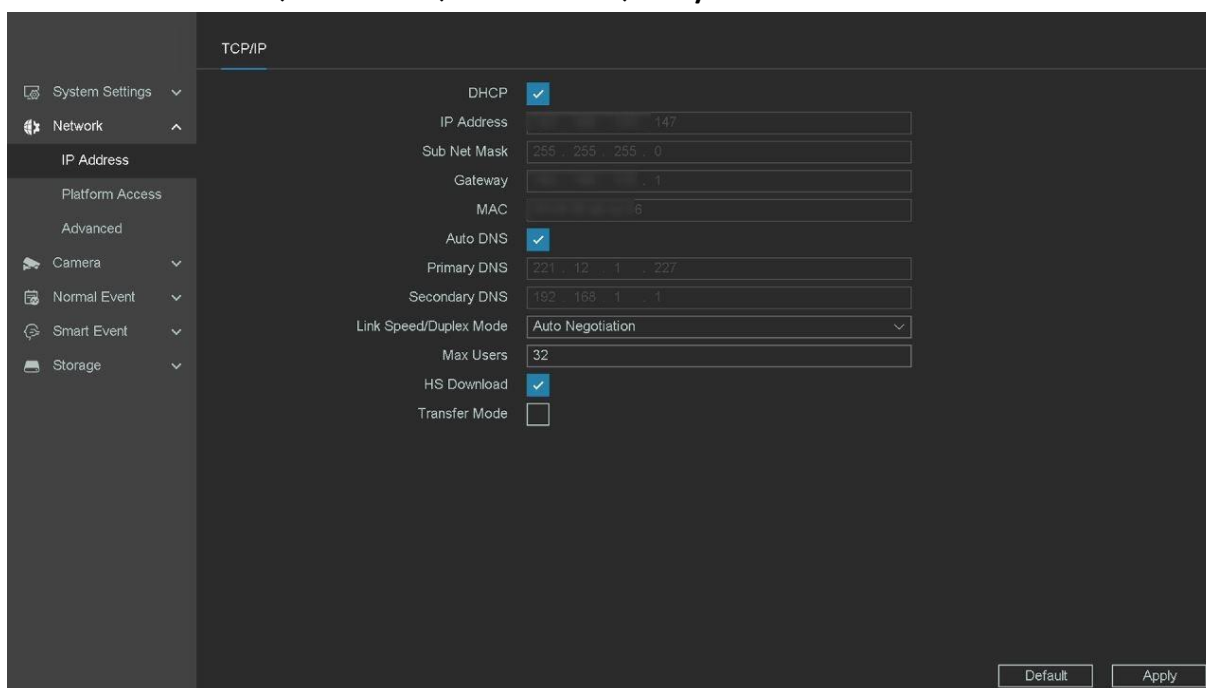 TCP/IP
System Settings
Network
IP Address
Platform Access
Advanced
Camera
Normal Event
Smart Event
Storage
DHCP
IP Address 147
Sub Net Mask 255 . 255 . 255 . 0
Gateway . 1
MAC 6
Auto DNS
Primary DNS 221 . 12 . 1 . 227
Secondary DNS 192 . 168 . 1 . 1
Link Speed/Duplex Mode Auto Negotiation
Max Users 32
HS Download
Transfer Mode
Default Apply